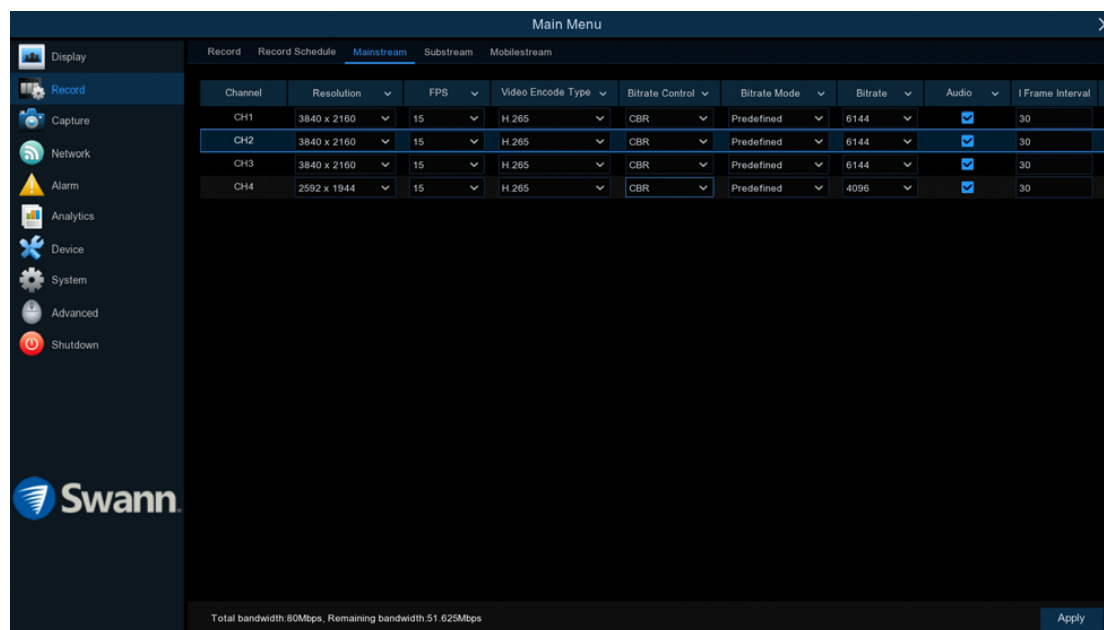 Main Menu
Display
Record
Capture
Network
Alarm
Analytics
Device
System
Advanced
Shutdown
Swann
Record Record Schedule Mainstream Substream Mobilestream
Channel Resolution FPS Video Encode Type Bitrate Control Bitrate Mode Bitrate Audio I Frame Interval
CH1 3840 x 2160 15 H.265 CBR Predefined 6144 30
CH2 3840 x 2160 15 H.265 CBR Predefined 6144 30
CH3 3840 x 2160 15 H.265 CBR Predefined 6144 30
CH4 2592 x 1944 15 H.265 CBR Predefined 4096 30
Total bandwidth:80Mbps, Remaining bandwidth:51.625Mbps
Apply